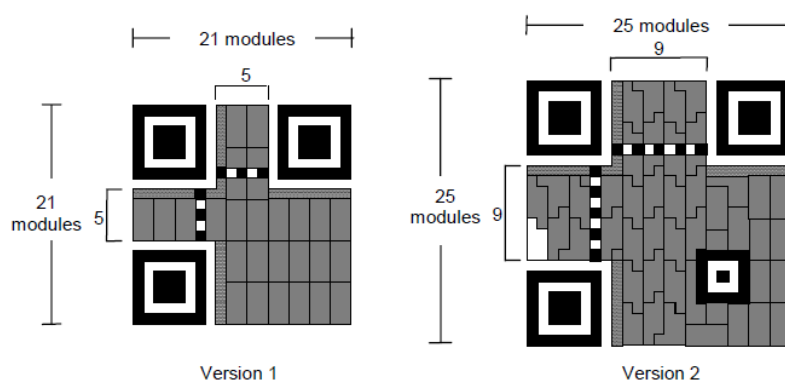 21 modules
5
21
modules
5
Version 1
25 modules
9
25
modules
9
Version 2